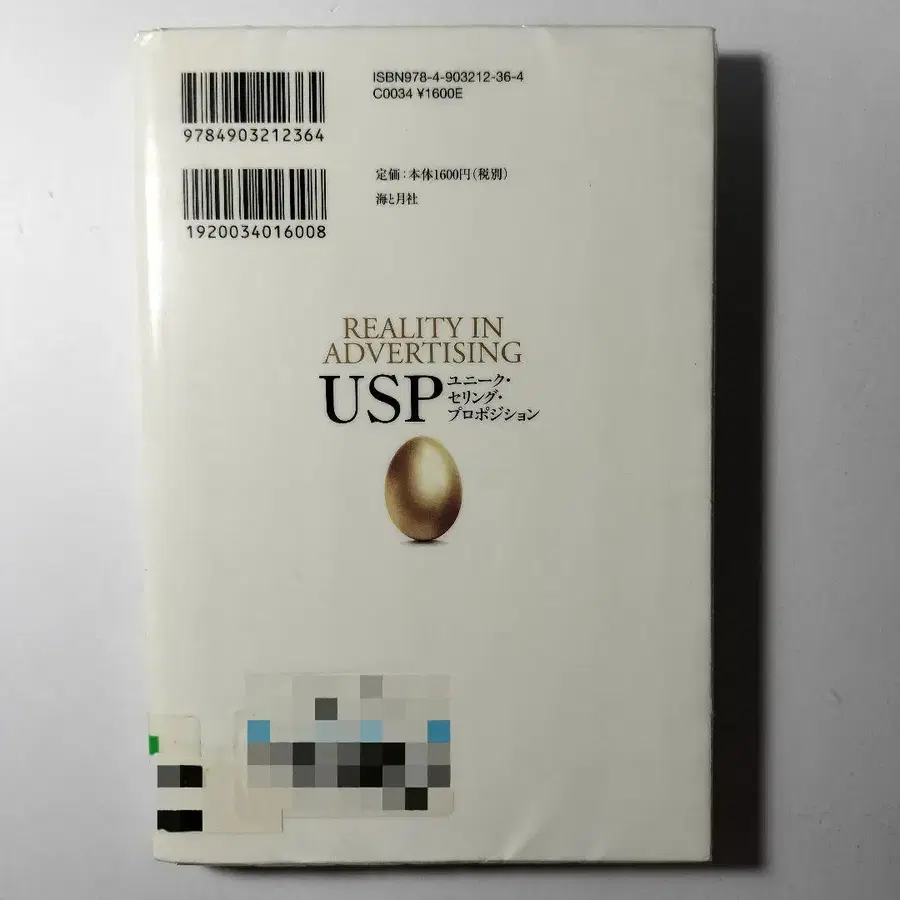 ISBN978-4-903212-36-4
C0034 ¥1600E
9784903212364
定価:本体1600円(税別)
海と月社
1920034016008
REALITY IN
ADVERTISING
USP
ユニーク・
セリング・
プロポジション